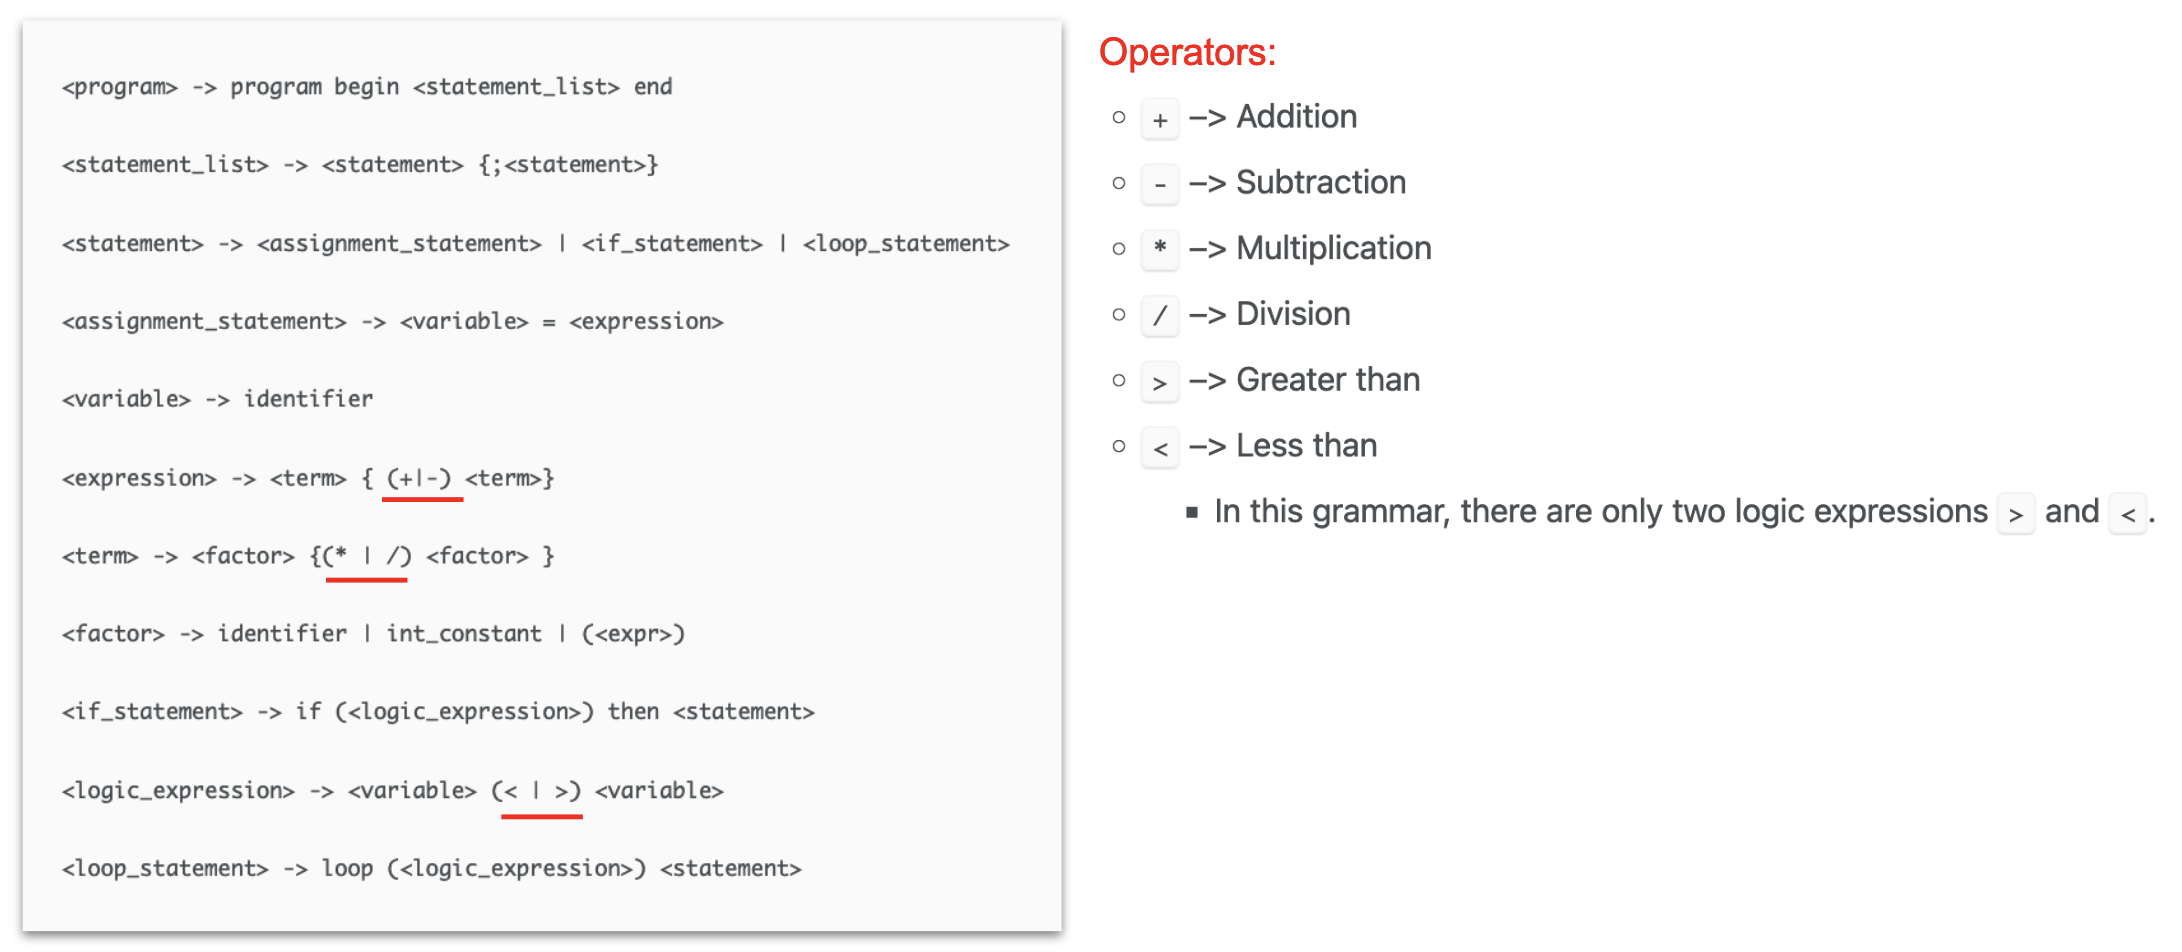 <program> -> program begin <statement_list> end
<statement_list> -> <statement> {;<statement>}
<statement> -> <assignment_statement> | <if_statement> | <loop_statement>
<assignment_statement> -> <variable> = <expression>
<variable> -> identifier
<expression> -> <term> { (+|-) <term>}
<term> -> <factor> {(* | /) <factor> }
<factor> -> identifier | int_constant | (<expr>)
<if_statement> -> if (<logic_expression>) then <statement>
<logic_expression> -> <variable> (< | >) <variable>
<loop_statement> -> loop (<logic_expression>) <statement>
Operators:
+ –> Addition
- –> Subtraction
* –> Multiplication
/ –> Division
> –> Greater than
< –> Less than
In this grammar, there are only two logic expressions > and < .